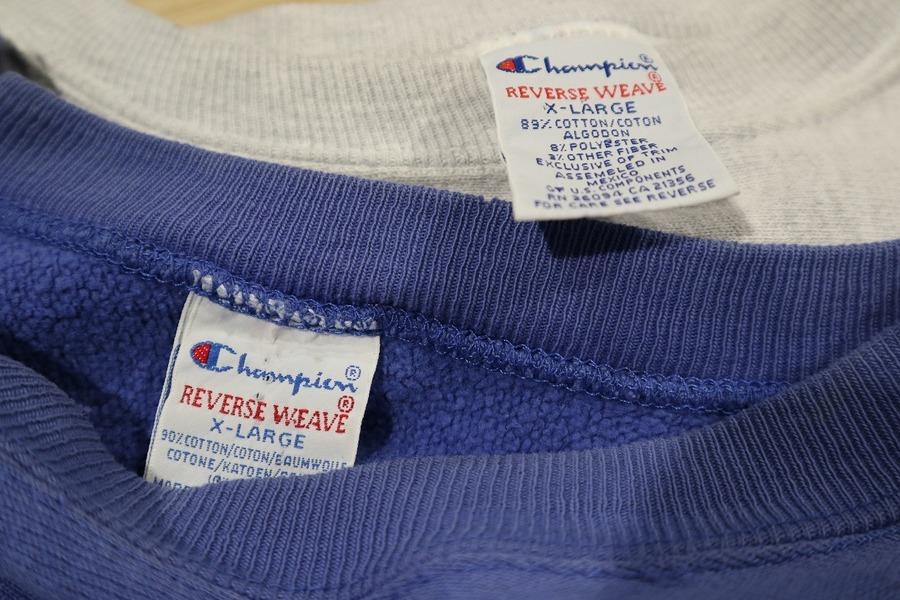 Champion®
REVERSE WEAVE®
X-LARGE
89% COTTON/COTON
ALGODON
8% POLYESTER
3% OTHER FIBER
EXCLUSIVE OF TRIM
ASSEMBLED IN
MEXICO
OF U.S. COMPONENTS
RN 26094 CA 21356
FOR CARE SEE REVERSE
Champion®
REVERSE WEAVE®
X-LARGE
90% COTTON/COTON/BAUMWOLLE
COTONE/KATOEN/